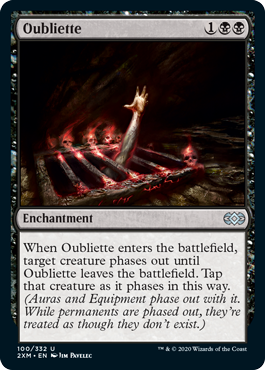 Oubliette 1
Enchantment
When Oubliette enters the battlefield,
target creature phases out until
Oubliette leaves the battlefield. Tap
that creature as it phases in this way.
(Auras and Equipment phase out with it.
While permanents are phased out, they're
treated as though they don't exist.)
100/332 U
2XM • EN JIM PAVELEC
™ & © 2020 Wizards of the Coast